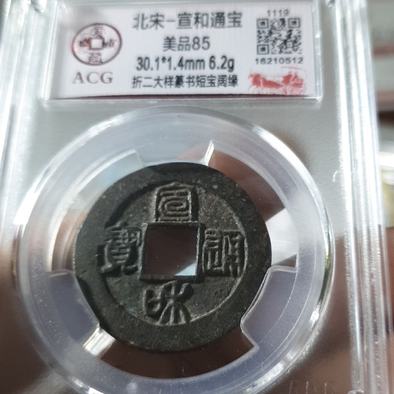 北宋-宣和通宝
美品85
30.1*1.4mm 6.2g
折二大样篆书短宝阔缘
ACG
1119
16210512
宣
寶 通
和